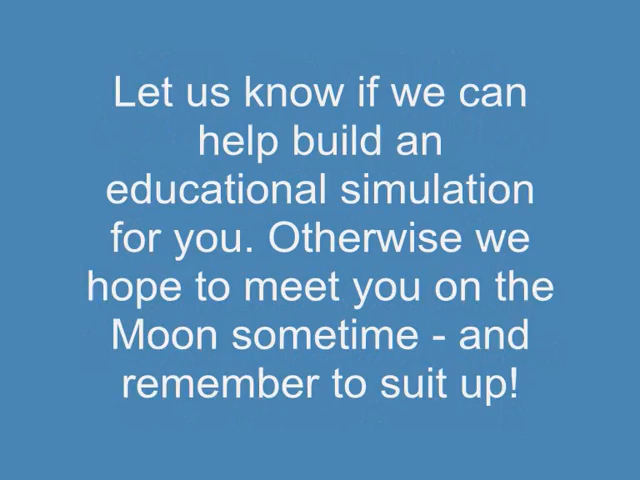 Let us know if we can
help build an
educational simulation
for you. Otherwise we
hope to meet you on the
Moon sometime - and
remember to suit up!